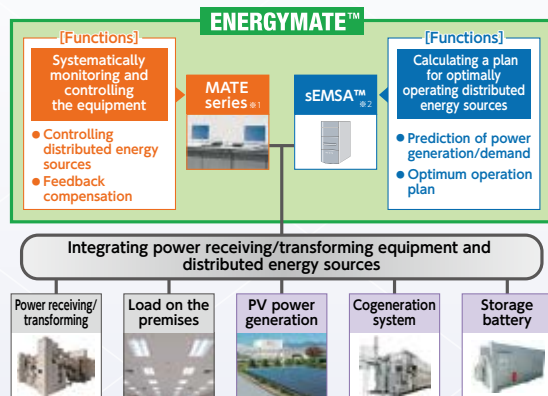 ENERGYMATE™
[Functions]
Systematically
monitoring and
controlling
the equipment
● Controlling
distributed energy
sources
● Feedback
compensation
MATE
series ※1
sEMSA™
※2
[Functions]
Calculating a plan
for optimally
operating distributed
energy sources
● Prediction of power
generation/demand
● Optimum operation
plan
Integrating power receiving/transforming equipment and
distributed energy sources
Power receiving/
transforming
Load on the
premises
PV power
generation
Cogeneration
system
Storage
battery